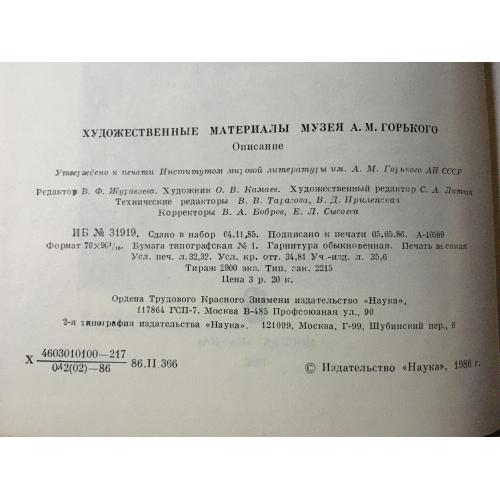 ХУДОЖЕСТВЕННЫЕ МАТЕРИАЛЫ МУЗЕЯ А. М. ГОРЬКОГО
Описание
Утверждено к печати Институтом мировой литературы им. А. М. Горького АН СССР
Редактор В. Ф. Журавлева. Художник О. В. Камаев. Художественный редактор С. А. Литвак
Технические редакторы В. В. Тарасова, В. Д. Прилепская
Корректоры В. А. Бобров, Е. Л. Сысоева
ИБ № 31919. Сдано в набор 04.11.85. Подписано к печати 05.05.86. А-10589
Формат 70×90¹/₁₆. Бумага типографская № 1. Гарнитура обыкновенная. Печать высокая
Усл. печ. л. 32,32. Усл. кр. отт. 34,81 Уч.-изд. л. 35,6
Тираж 2900 экз. Тип. зак. 2215
Цена 3 р. 20 к.
Ордена Трудового Красного Знамени издательство «Наука»,
117864 ГСП-7, Москва В-485 Профсоюзная ул., 90
2-я типография издательства «Наука». 121099, Москва, Г-99, Шубинский пер., 6
Х 4603010100—217
042(02)—86 86.II 366
© Издательство «Наука», 1986 г.